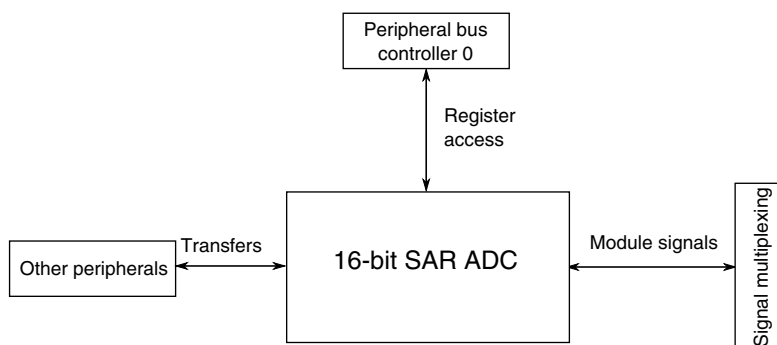 Peripheral bus
controller 0
Register
access
Transfers
Other peripherals
16-bit SAR ADC
Module signals
Signal multiplexing